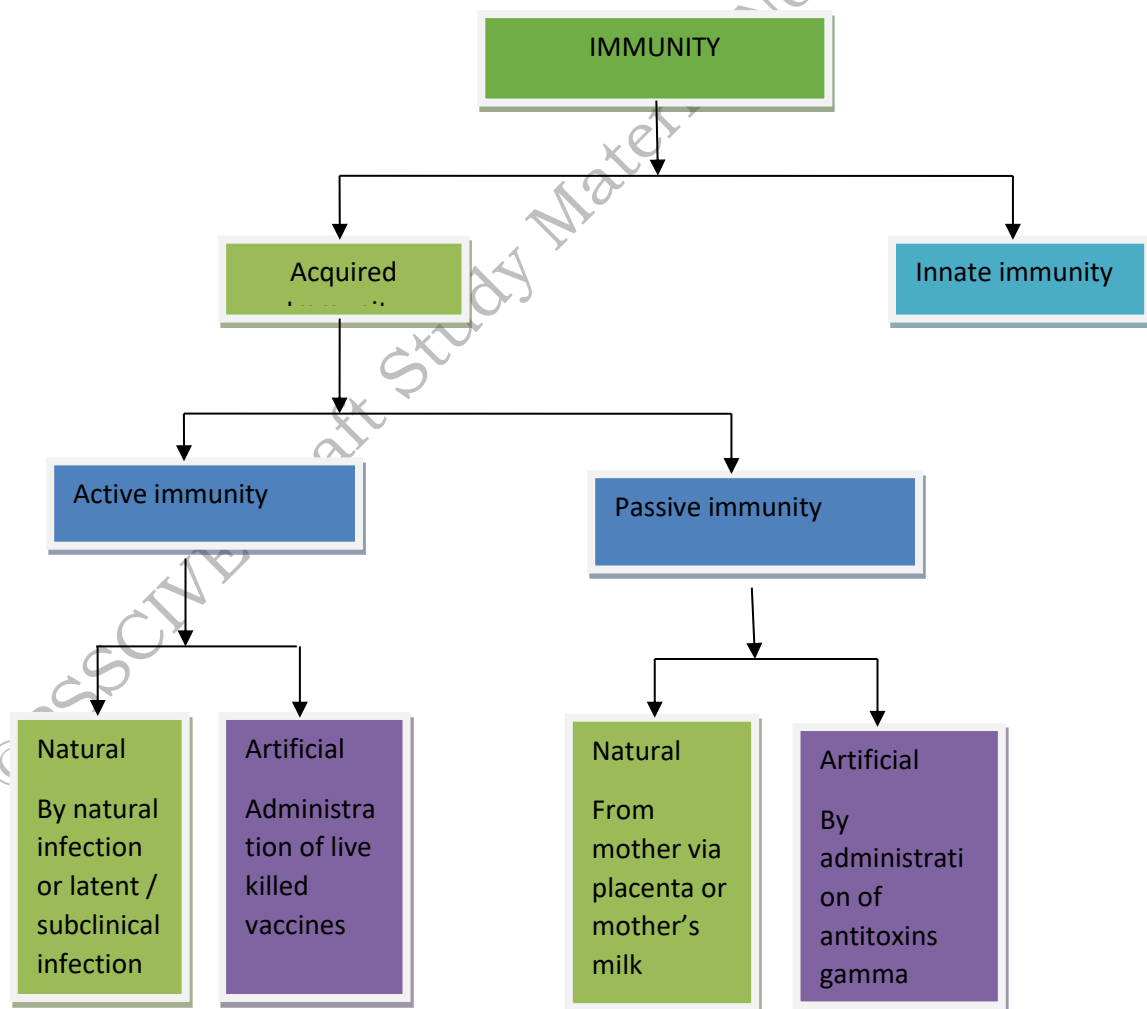 IMMUNITY
Acquired
Innate immunity
Active immunity
Passive immunity
Natural
By natural
infection
or latent /
subclinical
infection
Artificial
Administra
tion of live
killed
vaccines
Natural
From
mother via
placenta or
mother’s
milk
Artificial
By
administrati
on of
antitoxins
gamma
Study Mater